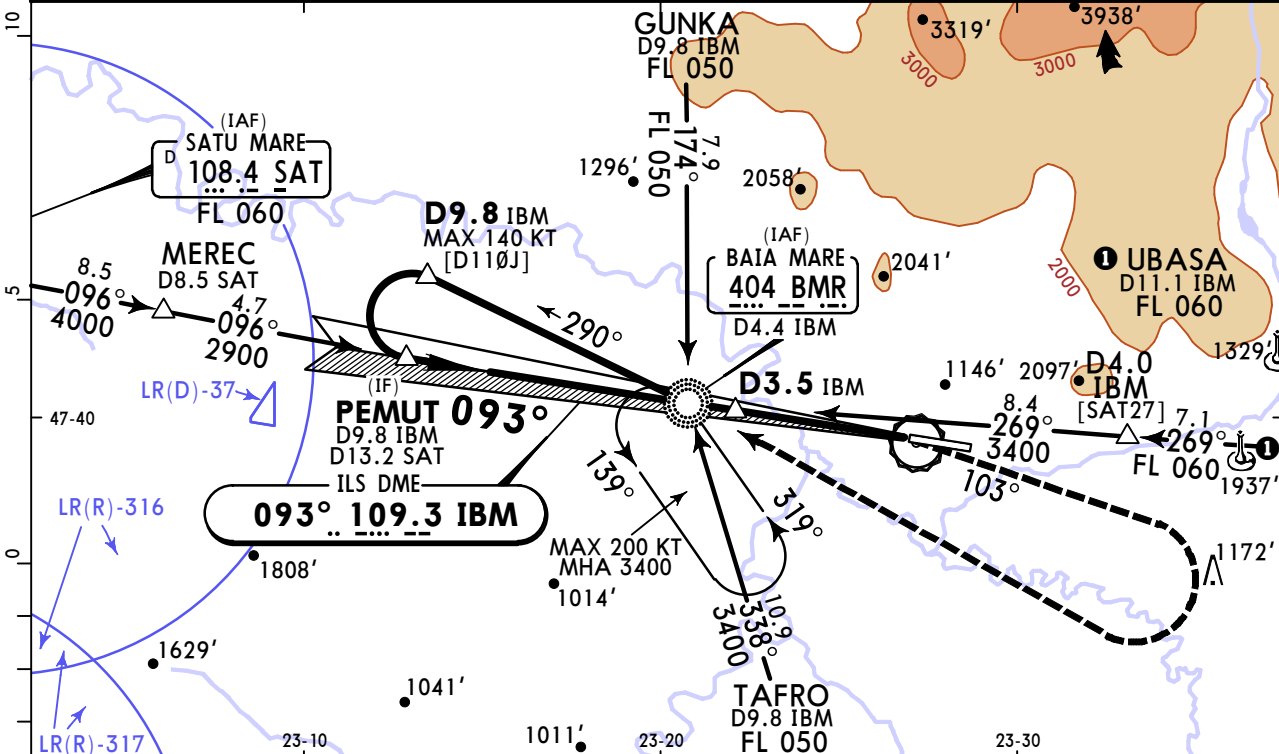 10
GUNKA
D9.8 IBM
FL 050
3319'
3938'
3000
3000
(IAF)
SATU MARE
D
108.4 SAT
FL 060
7.9
174°
FL 050
1296'
2058'
D9.8 IBM
MAX 140 KT
[D110J]
(IAF)
BAIA MARE
404 BMR
D4.4 IBM
2041'
2000
1 UBASA
D11.1 IBM
FL 060
MEREC
D8.5 SAT
5
8.5
096°
4000
4.7
096°
2900
290°
1329'
LR(D)-37
(IF)
PEMUT 093°
D9.8 IBM
D13.2 SAT
D3.5 IBM
1146'
2097'
D4.0
IBM
[SAT27]
8.4
269°
3400
7.1
269°
FL 060
1
1937'
47-40
ILS DME
093° 109.3 IBM
139°
319°
103°
LR(R)-316
MAX 200 KT
MHA 3400
1172'
0
1808'
1014'
10.9
338°
3400
1629'
1041'
TAFRO
D9.8 IBM
FL 050
1011'
LR(R)-317
23-10
23-20
23-30